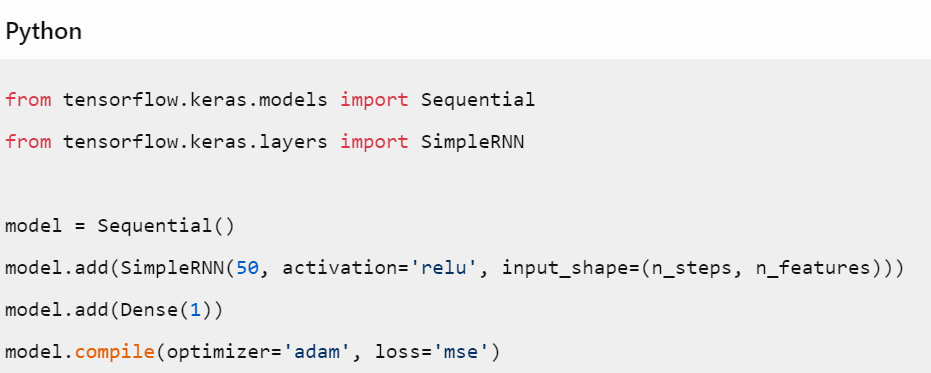 Python
from tensorflow.keras.models import Sequential
from tensorflow.keras.layers import SimpleRNN
model = Sequential()
model.add(SimpleRNN(50, activation='relu', input_shape=(n_steps, n_features)))
model.add(Dense(1))
model.compile(optimizer='adam', loss='mse')